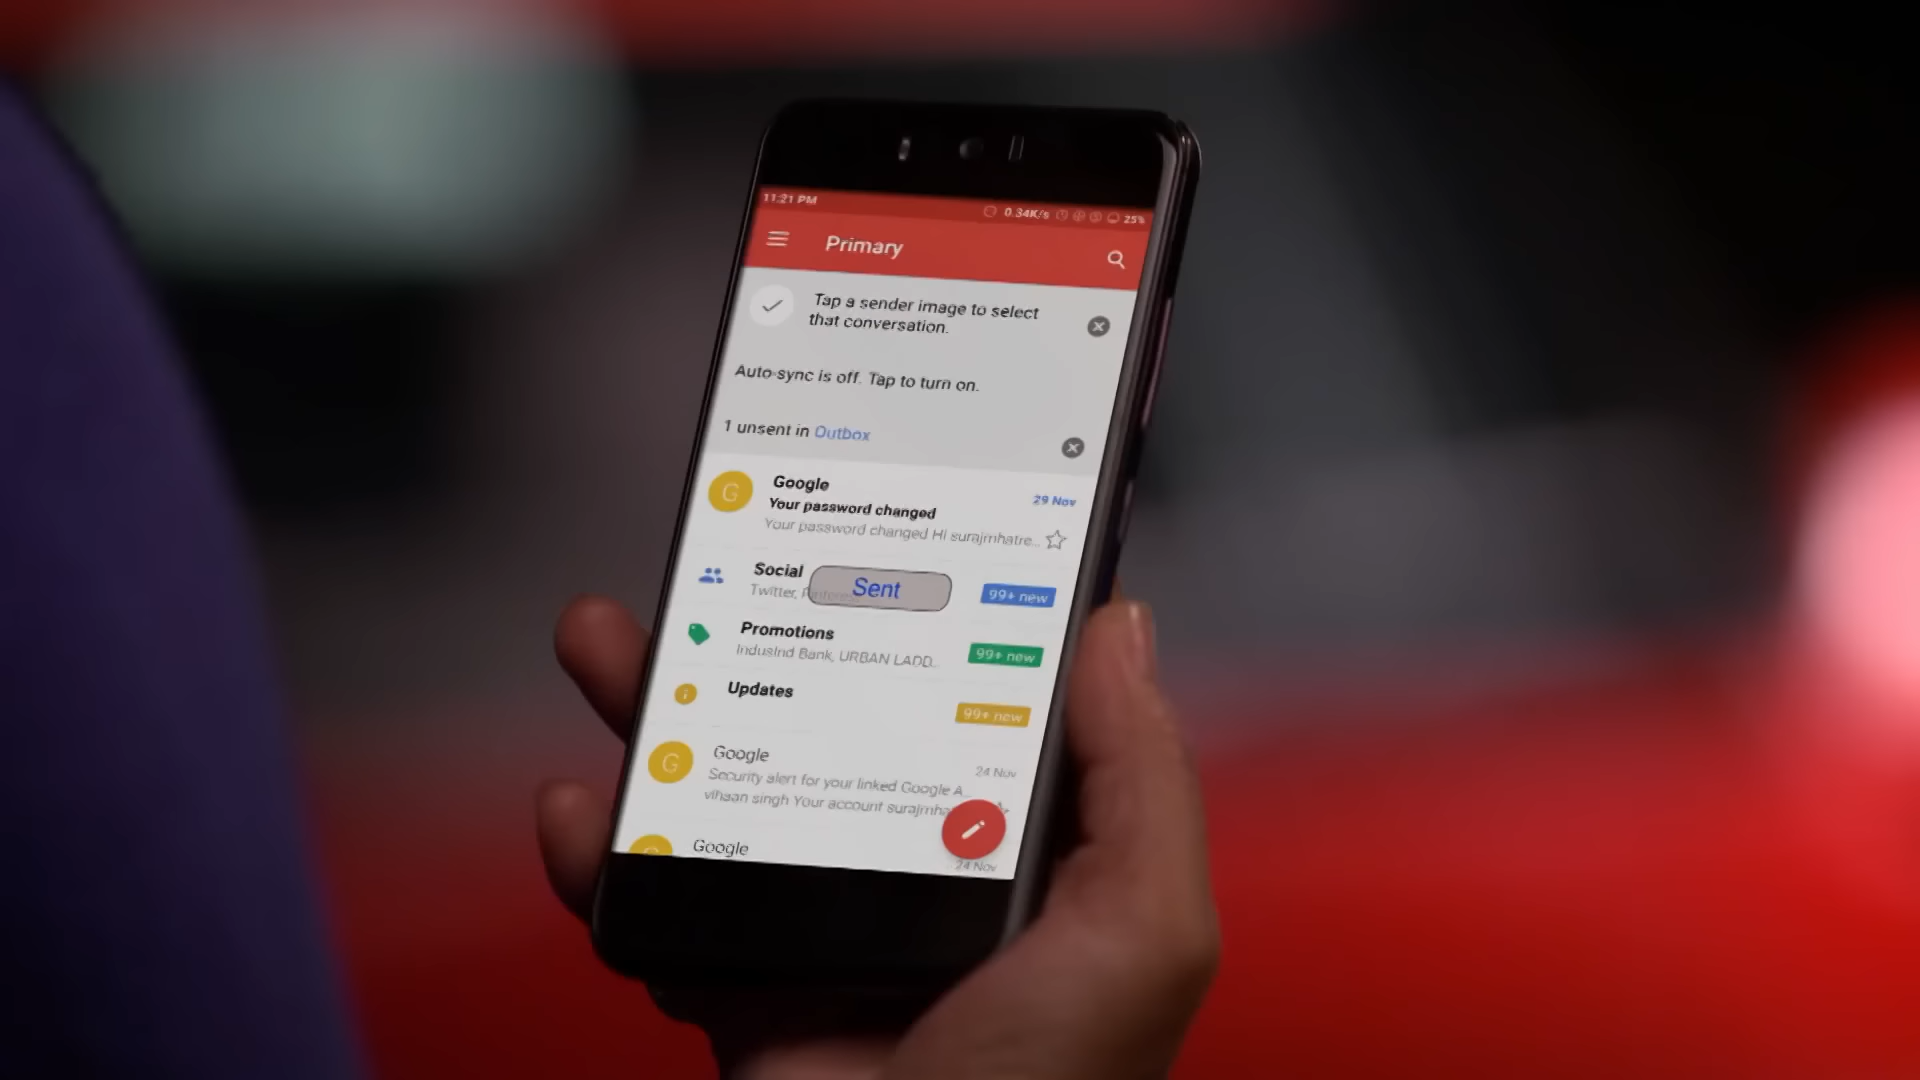 11:21 PM
0.34K/s
25%
Primary
Tap a sender image to select
that conversation.
Auto-sync is off. Tap to turn on.
1 unsent in Outbox
G
Google
29 Nov
Your password changed
Your password changed Hi surajmhatre...
Social
Sent
99+ new
Twitter, Pinteres
Promotions
99+ new
IndusInd Bank, URBAN LADD...
Updates
99+ new
G
Google
24 Nov
Security alert for your linked Google A...
vihaan singh Your account surajmha
Google
24 Nov